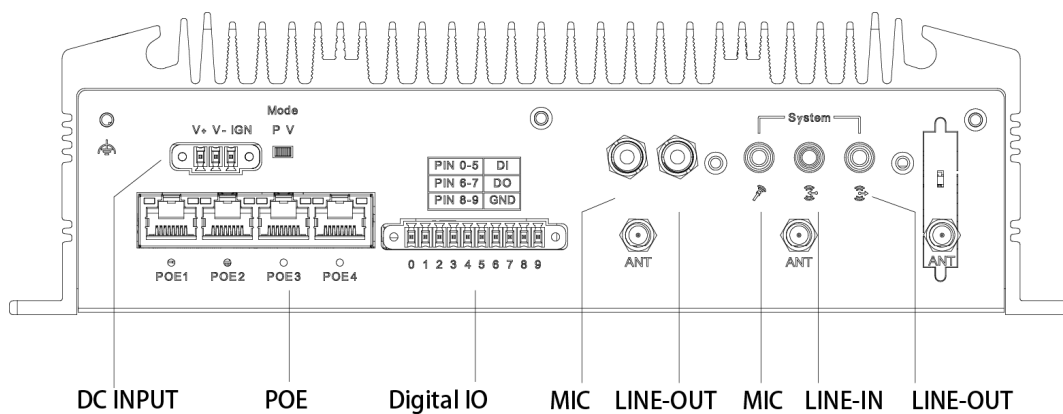 Mode
System
V+ V- IGN
P V
PIN 0-5 DI
PIN 6-7 DO
PIN 8-9 GND
ANT
ANT
ANT
0 1 2 3 4 5 6 7 8 9
POE1 POE2 POE3 POE4
DC INPUT
POE
Digital IO
MIC
LINE-OUT
MIC
LINE-IN
LINE-OUT